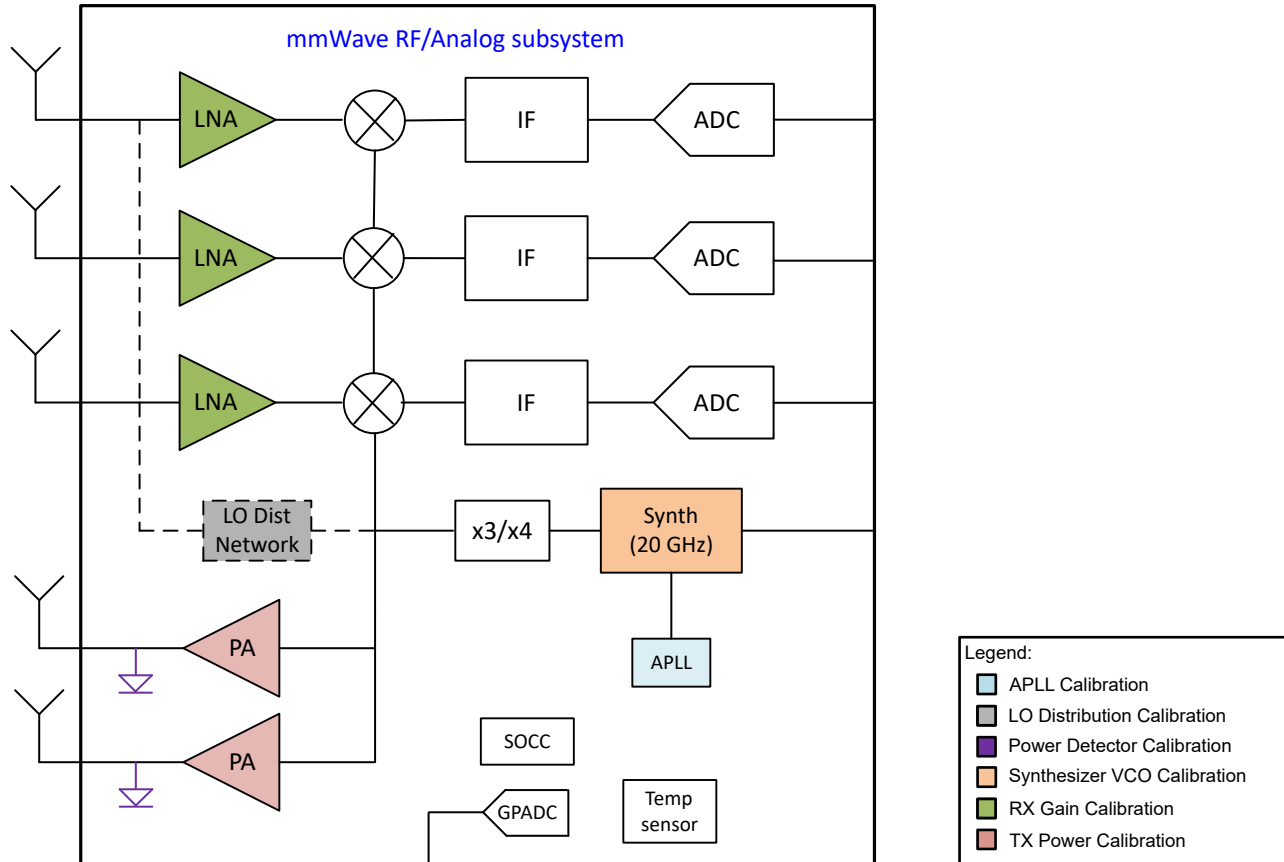 mmWave RF/Analog subsystem
LNA
IF
ADC
LNA
IF
ADC
LNA
IF
ADC
LO Dist
Network
x3/x4
Synth
(20 GHz)
PA
APLL
PA
SOCC
GPADC
Temp
sensor
Legend:
APLL Calibration
LO Distribution Calibration
Power Detector Calibration
Synthesizer VCO Calibration
RX Gain Calibration
TX Power Calibration